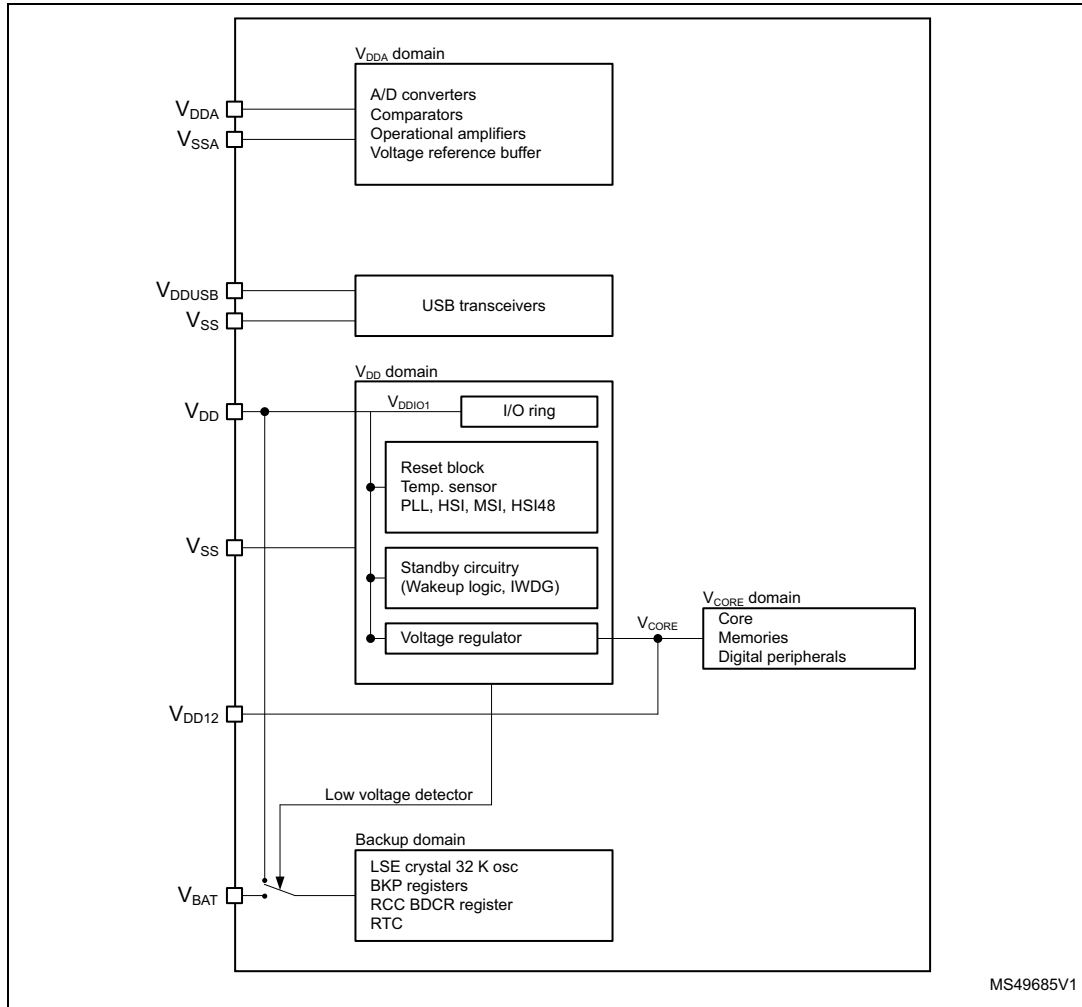 VDDA domain
A/D converters
Comparators
Operational amplifiers
Voltage reference buffer
VDDA
VSSA
VDDUSB
VSS
USB transceivers
VDD domain
VDD
VDDIO1
I/O ring
Reset block
Temp. sensor
PLL, HSI, MSI, HSI48
VSS
Standby circuitry
(Wakeup logic, IWDG)
Voltage regulator
VCORE
VCORE domain
Core
Memories
Digital peripherals
VDD12
Low voltage detector
Backup domain
LSE crystal 32 K osc
BKP registers
RCC BDCR register
RTC
VBAT
MS49685V1